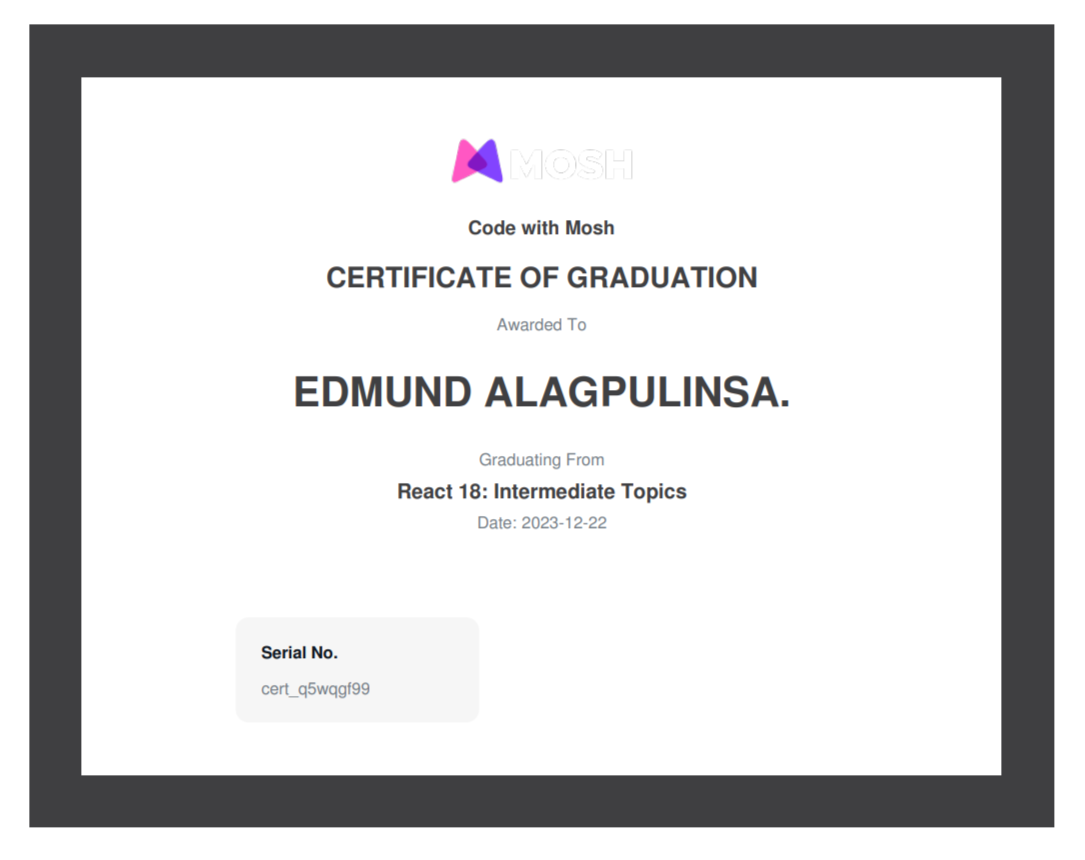 MOSH
Code with Mosh
CERTIFICATE OF GRADUATION
Awarded To
EDMUND ALAGPULINSA.
Graduating From
React 18: Intermediate Topics
Date: 2023-12-22
Serial No.
cert_q5wqgf99